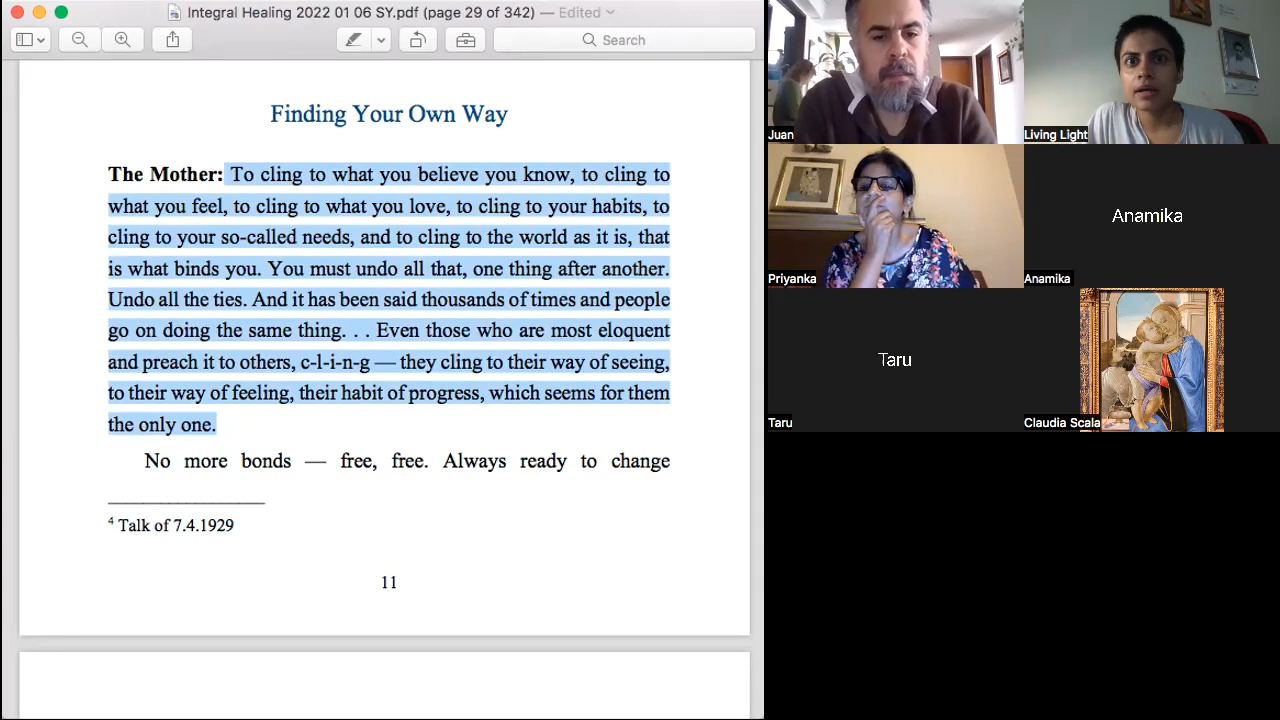 Integral Healing 2022 01 06 SY.pdf (page 29 of 342) — Edited
Search
Finding Your Own Way
The Mother: To cling to what you believe you know, to cling to
what you feel, to cling to what you love, to cling to your habits, to
cling to your so-called needs, and to cling to the world as it is, that
is what binds you. You must undo all that, one thing after another.
Undo all the ties. And it has been said thousands of times and people
go on doing the same thing. . . Even those who are most eloquent
and preach it to others, c-l-i-n-g — they cling to their way of seeing,
to their way of feeling, their habit of progress, which seems for them
the only one.
No more bonds — free, free. Always ready to change
4 Talk of 7.4.1929
11
Juan
Living Light
Priyanka
Anamika
Anamika
Taru
Taru
Claudia Scala